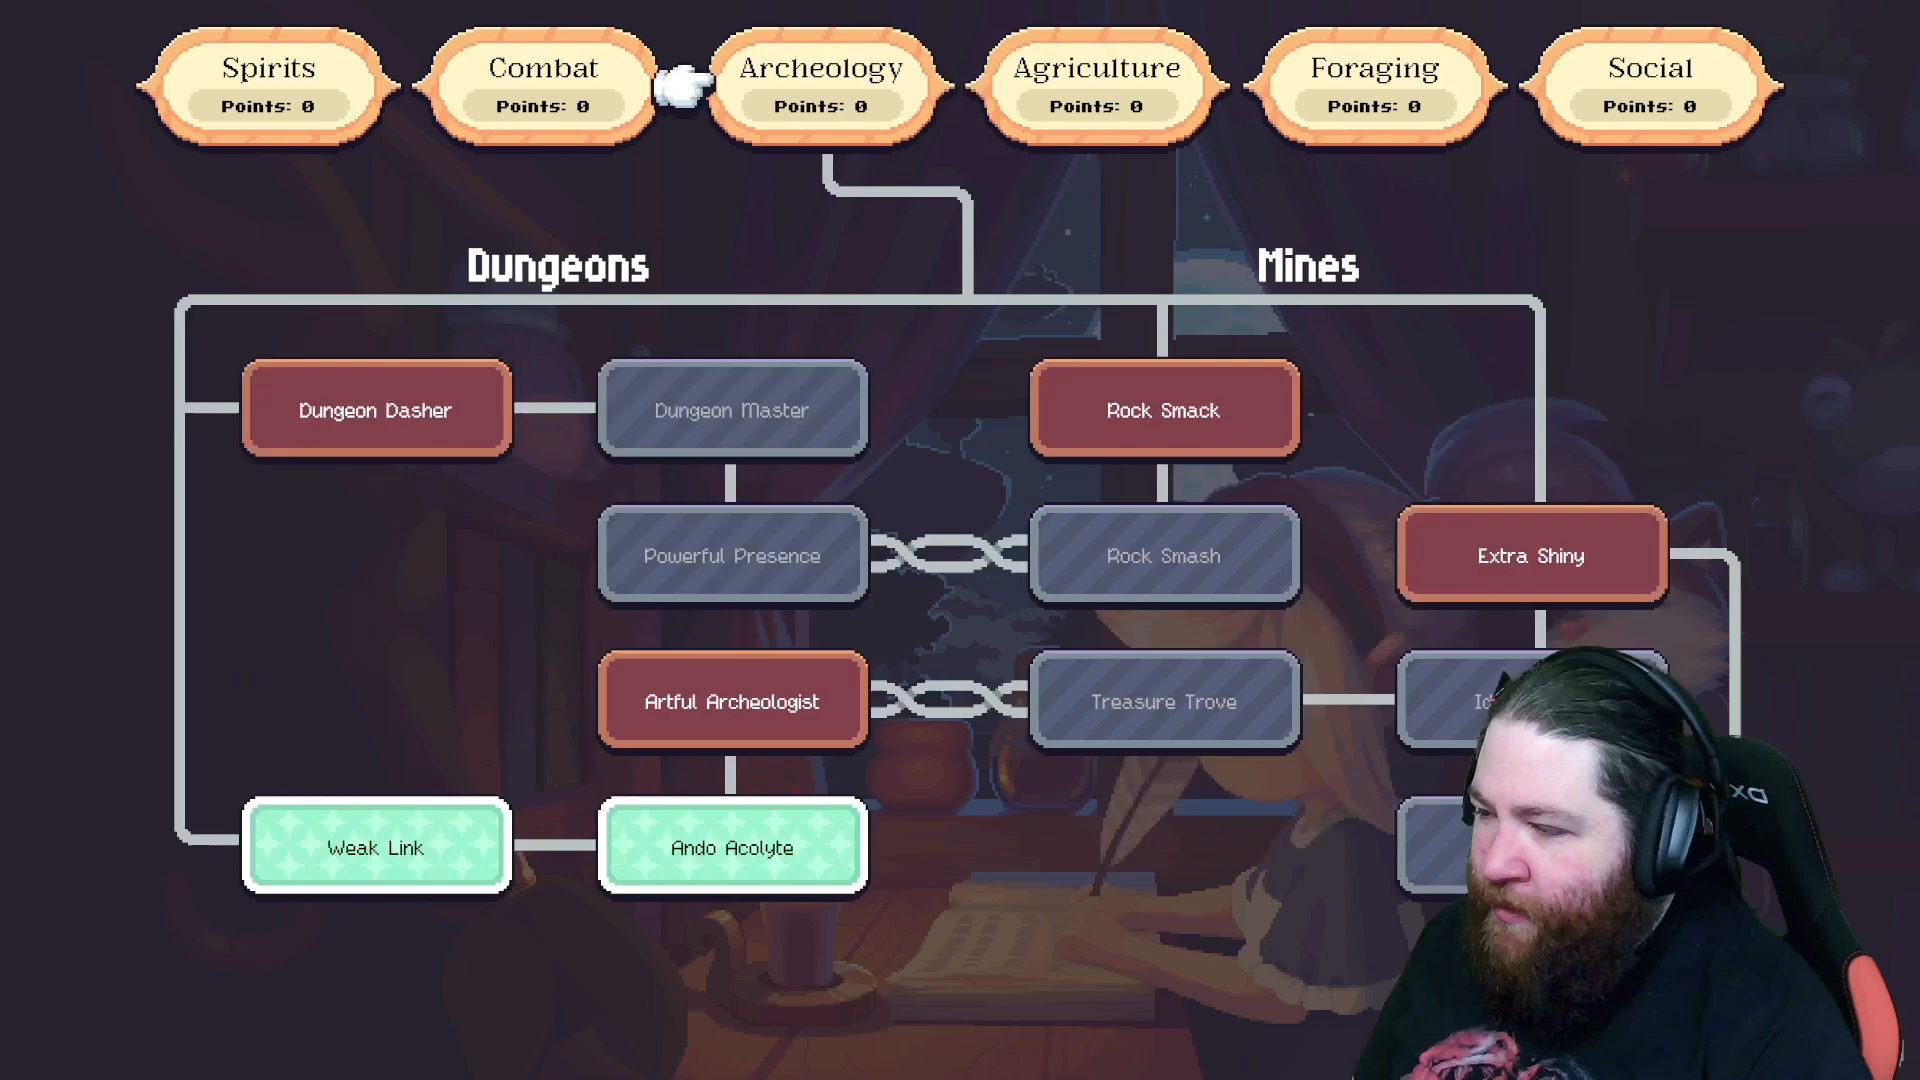 Spirits
Points: 0
Combat
Points: 0
Archeology
Points: 0
Agriculture
Points: 0
Foraging
Points: 0
Social
Points: 0
Dungeons
Mines
Dungeon Dasher
Dungeon Master
Rock Smack
Powerful Presence
Rock Smash
Extra Shiny
Artful Archeologist
Treasure Trove
Weak Link
Ando Acolyte